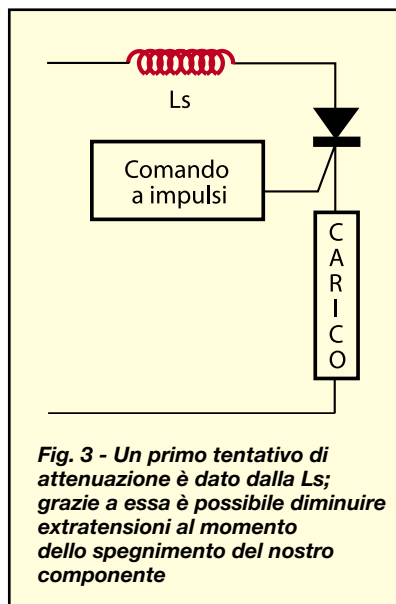 Ls
Comando
a impulsi
CARICO
Fig. 3 - Un primo tentativo di
attenuazione è dato dalla Ls;
grazie a essa è possibile diminuire
extratensioni al momento
dello spegnimento del nostro
componente